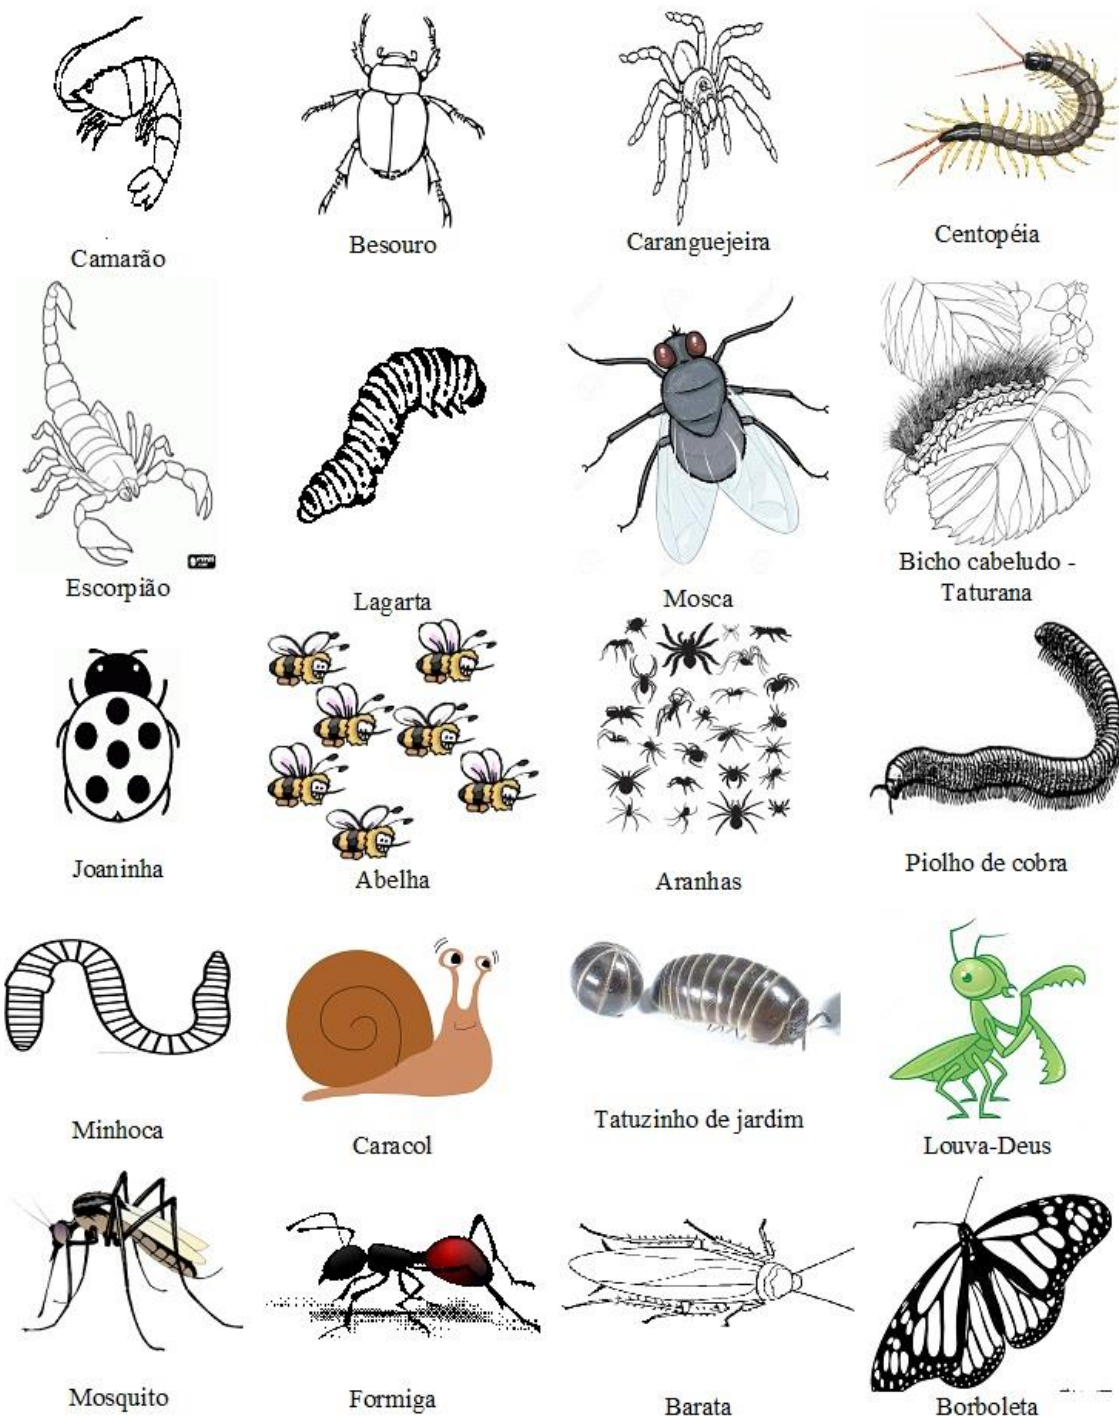 Camarão
Besouro
Caranguejeira
Centopéia
Escorpião
Lagarta
Mosca
Bicho cabeludo -
Taturana
Joaninha
Abelha
Aranhas
Piolho de cobra
Minhoca
Caracol
Tatuzinho de jardim
Louva-Deus
Mosquito
Formiga
Barata
Borboleta